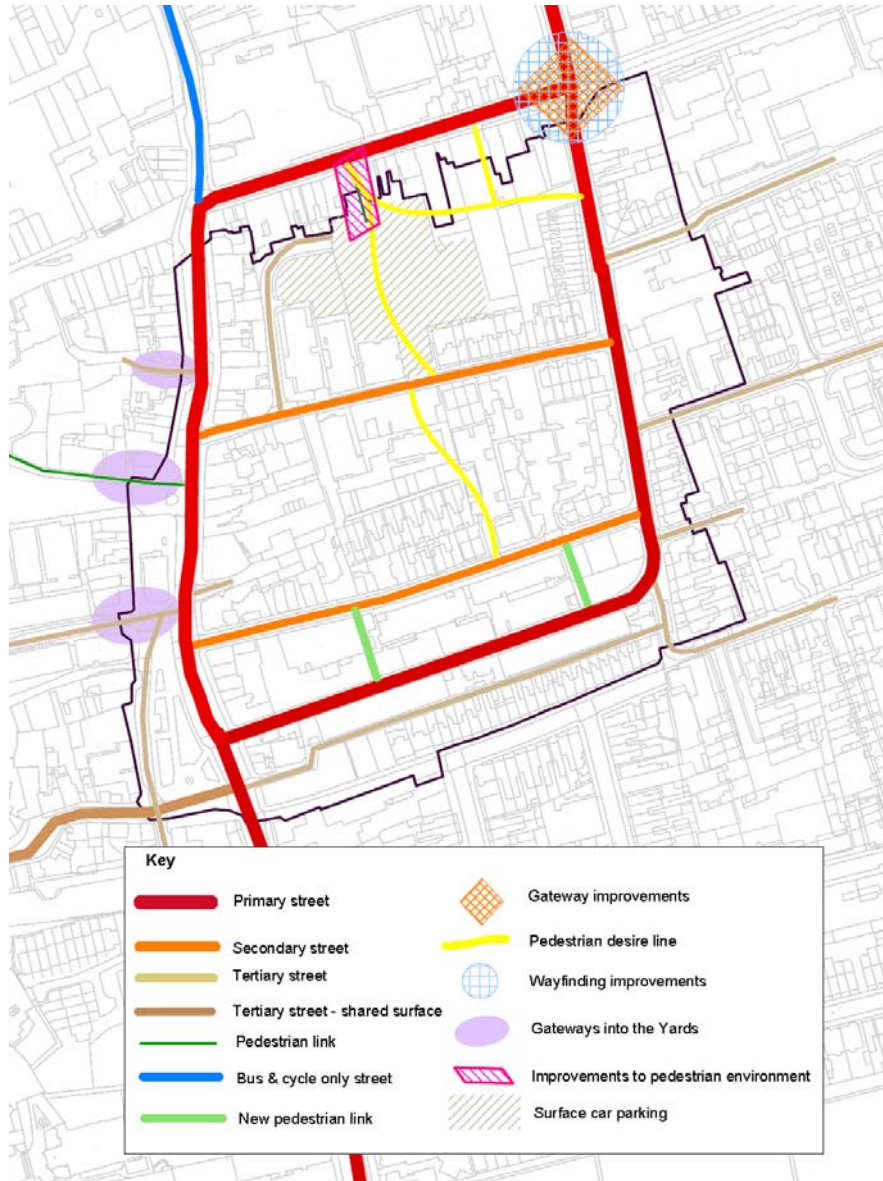 Key
Primary street
Secondary street
Tertiary street
Tertiary street - shared surface
Pedestrian link
Bus & cycle only street
New pedestrian link
Gateway improvements
Pedestrian desire line
Wayfinding improvements
Gateways into the Yards
Improvements to pedestrian environment
Surface car parking